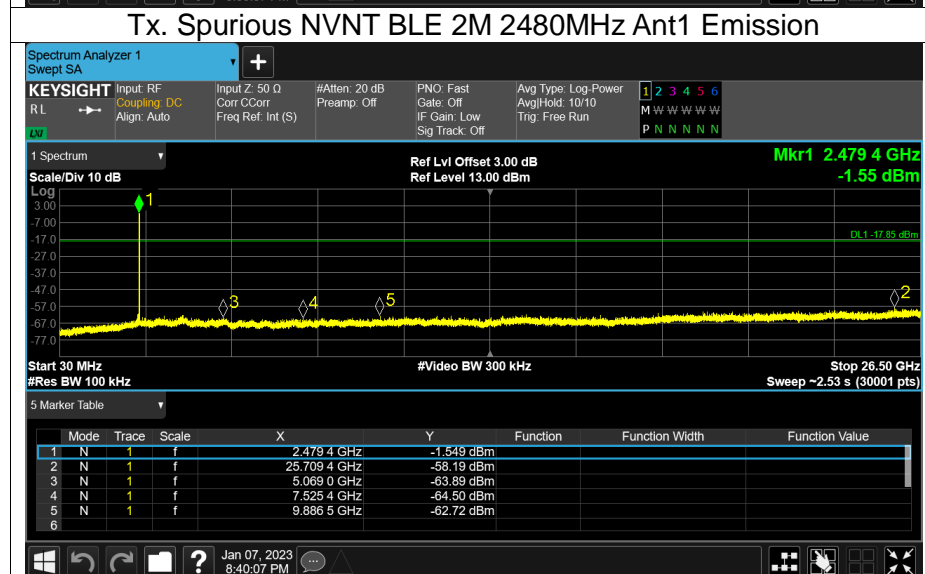 Tx. Spurious NVNT BLE 2M 2480MHz Ant1 Emission
Spectrum Analyzer 1
Swept SA
+
KEYSIGHT Input: RF Input Z: 50 Ω #Atten: 20 dB PNO: Fast Avg Type: Log-Power 1 2 3 4 5 6
RL Coupling: DC Corr CCorr Preamp: Off Gate: Off Avg|Hold: 10/10 M W W W W W
Align: Auto Freq Ref: Int (S) IF Gain: Low Trig: Free Run
LXI Sig Track: Off P N N N N N
1 Spectrum Ref Lvl Offset 3.00 dB Mkr1 2.479 4 GHz
Scale/Div 10 dB Ref Level 13.00 dBm -1.55 dBm
Log
3.00 1
-7.00
-17.0 DL1 -17.85 dBm
-27.0
-37.0
-47.0 2
-57.0 3 4 5
-67.0
-77.0
Start 30 MHz #Video BW 300 kHz Stop 26.50 GHz
#Res BW 100 kHz Sweep ~2.53 s (30001 pts)
5 Marker Table
Mode Trace Scale X Y Function Function Width Function Value
1 N 1 f 2.479 4 GHz -1.549 dBm
2 N 1 f 25.709 4 GHz -58.19 dBm
3 N 1 f 5.069 0 GHz -63.89 dBm
4 N 1 f 7.525 4 GHz -64.50 dBm
5 N 1 f 9.886 5 GHz -62.72 dBm
6
? Jan 07, 2023
8:40:07 PM